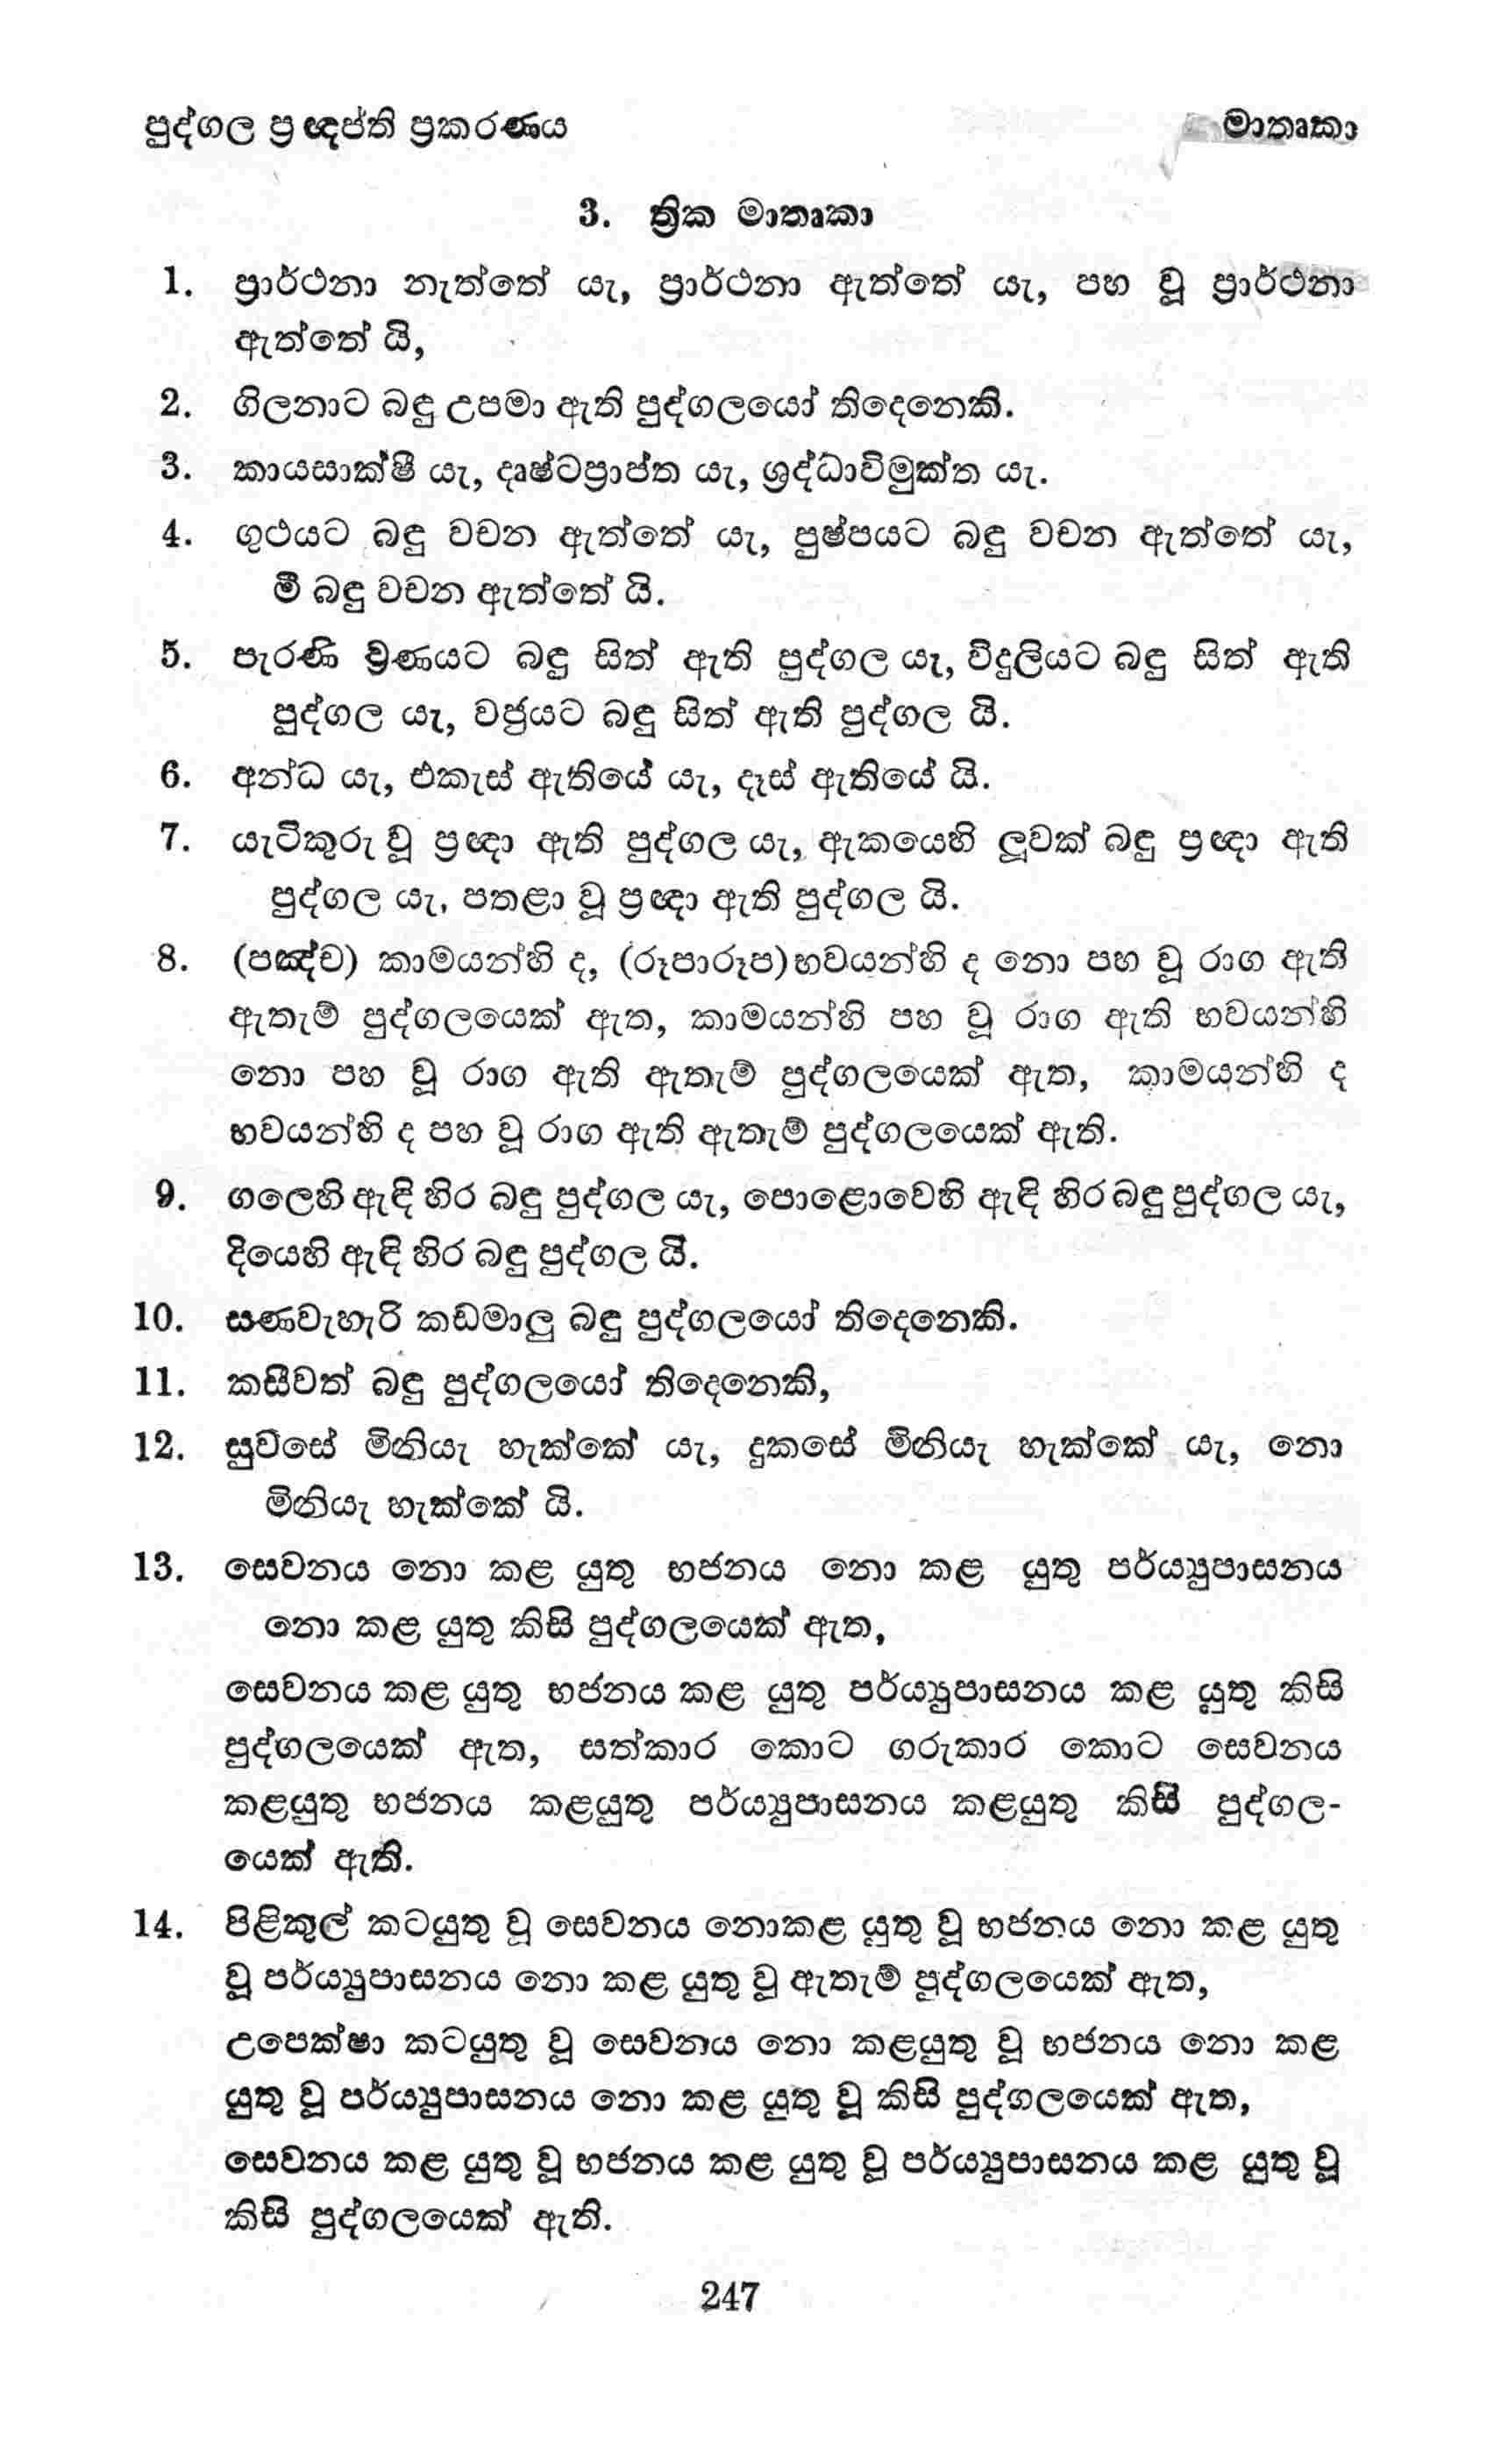 පුද්ගල ප්‍රඥප්ති ප්‍රකරණය මාතෘකා
3. ත්‍රික මාතෘකා
1. ප්‍රාර්ථනා නැත්තේ යැ, ප්‍රාර්ථනා ඇත්තේ යැ, පහ වූ ප්‍රාර්ථනා
ඇත්තේ යි,
2. ගිලනාට බඳු උපමා ඇති පුද්ගලයෝ තිදෙනෙකි.
3. කායසාක්ෂී යැ, දෘෂ්ටප්‍රාප්ත යැ, ශ්‍රද්ධාවිමුක්ත යැ.
4. ගුථයට බඳු වචන ඇත්තේ යැ, පුෂ්පයට බඳු වචන ඇත්තේ යැ,
මී බඳු වචන ඇත්තේ යි.
5. පැරණි ව්‍රණයට බඳු සිත් ඇති පුද්ගල යෑ, විදුලියට බඳු සිත් ඇති
පුද්ගල යැ, වජ්‍රයට බඳු සිත් ඇති පුද්ගල යි.
6. අන්ධ යැ, එකැස් ඇතියේ යැ, දෑස් ඇතියේ යි.
7. යැටිකුරු වූ ප්‍රඥා ඇති පුද්ගල යැ, ඇකයෙහි ලූවක් බඳු ප්‍රඥා ඇති
පුද්ගල යැ, පතළා වූ ප්‍රඥා ඇති පුද්ගල යි.
8. (පඤ්ච) කාමයන්හි ද, (රූපාරූප)භවයන්හි ද නො පහ වූ රාග ඇති
ඇතැම් පුද්ගලයෙක් ඇත, කාමයන්හි පහ වූ රාග ඇති භවයන්හි
නො පහ වූ රාග ඇති ඇතැම් පුද්ගලයෙක් ඇත, කාමයන්හි ද
භවයන්හි ද පහ වූ රාග ඇති ඇතැම් පුද්ගලයෙක් ඇති.
9. ගලෙහි ඇඳි හිර බඳු පුද්ගල යැ, පොළොවෙහි ඇඳි හිර බඳු පුද්ගල යැ,
දියෙහි ඇඳි හිර බඳු පුද්ගල යි.
10. සණවැහැරි කඩමාලු බඳු පුද්ගලයෝ තිදෙනෙකි.
11. කසීවත් බඳු පුද්ගලයෝ තිදෙනෙකි,
12. සුවසේ මිනියැ හැක්කේ යැ, දුකසේ මිනියැ හැක්කේ යැ, නො
මිනියැ හැක්කේ යි.
13. සෙවනය නො කළ යුතු භජනය නො කළ යුතු පර්ය්‍යුපාසනය
නො කළ යුතු කිසි පුද්ගලයෙක් ඇත,
සෙවනය කළ යුතු භජනය කළ යුතු පර්ය්‍යුපාසනය කළ යුතු කිසි
පුද්ගලයෙක් ඇත, සත්කාර කොට ගරුකාර කොට සෙවනය
කළයුතු භජනය කළයුතු පර්ය්‍යුපාසනය කළයුතු කිසි පුද්ගල-
යෙක් ඇති.
14. පිළිකුල් කටයුතු වූ සෙවනය නොකළ යුතු වූ භජනය නො කළ යුතු
වූ පර්ය්‍යුපාසනය නො කළ යුතු වූ ඇතැම් පුද්ගලයෙක් ඇත,
උපෙක්ෂා කටයුතු වූ සෙවනය නො කළයුතු වූ භජනය නො කළ
යුතු වූ පර්ය්‍යුපාසනය නො කළ යුතු වූ කිසි පුද්ගලයෙක් ඇත,
සෙවනය කළ යුතු වූ භජනය කළ යුතු වූ පර්ය්‍යුපාසනය කළ යුතු වූ
කිසි පුද්ගලයෙක් ඇති.
247